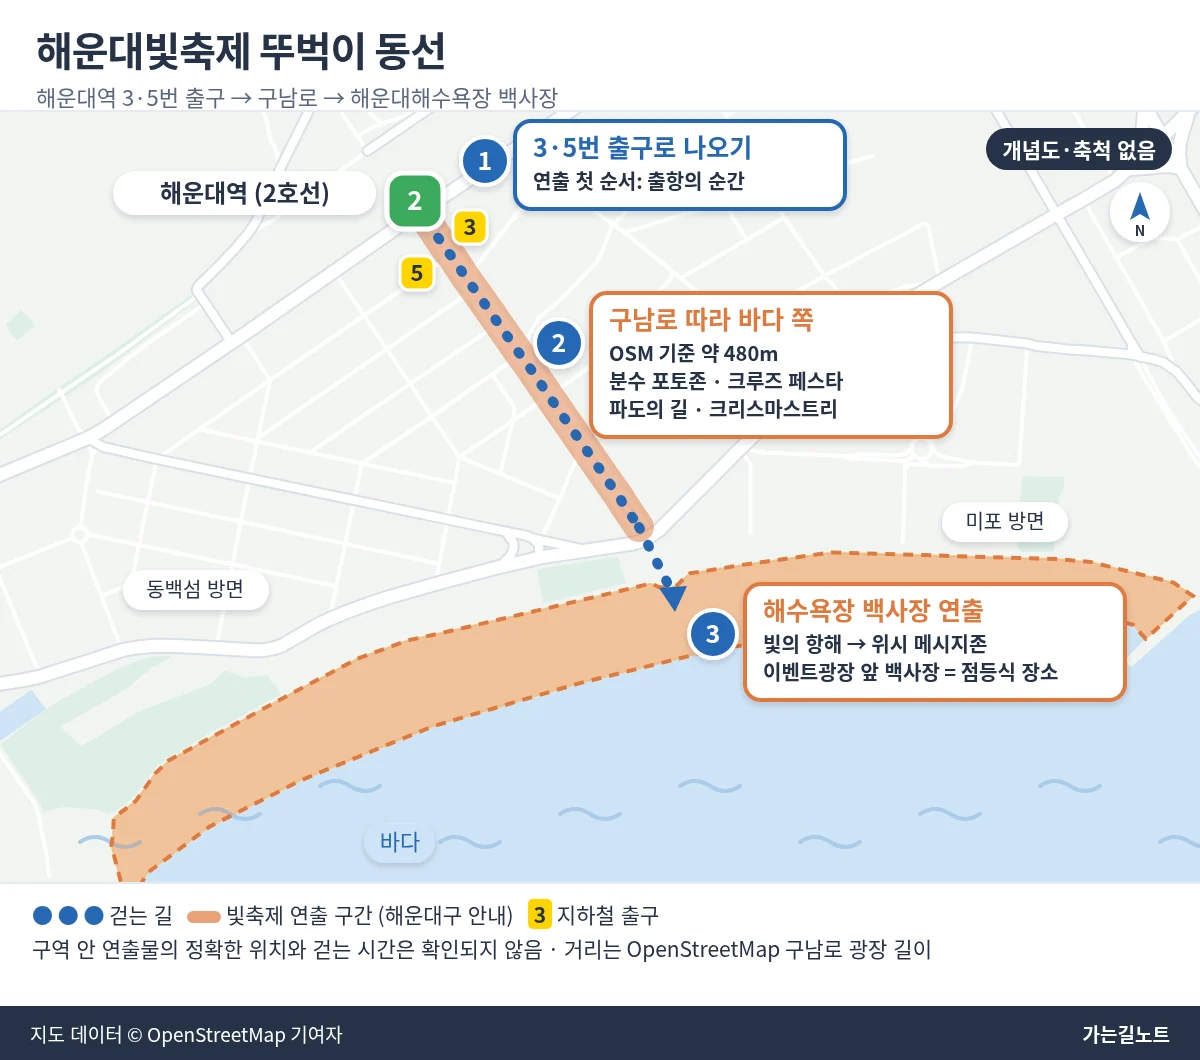 해운대빛축제 뚜벅이 동선
해운대역 3·5번 출구 → 구남로 → 해운대해수욕장 백사장
1
3·5번 출구로 나오기
연출 첫 순서: 출항의 순간
개념도·축척 없음
N
해운대역 (2호선)
2
3
5
2
구남로 따라 바다 쪽
OSM 기준 약 480m
분수 포토존 · 크루즈 페스타
파도의 길 · 크리스마스트리
미포 방면
동백섬 방면
3
해수욕장 백사장 연출
빛의 항해 → 위시 메시지존
이벤트광장 앞 백사장 = 점등식 장소
바다
걷는 길 빛축제 연출 구간 (해운대구 안내) 3 지하철 출구
구역 안 연출물의 정확한 위치와 걷는 시간은 확인되지 않음 · 거리는 OpenStreetMap 구남로 광장 길이
지도 데이터 © OpenStreetMap 기여자
가는길노트